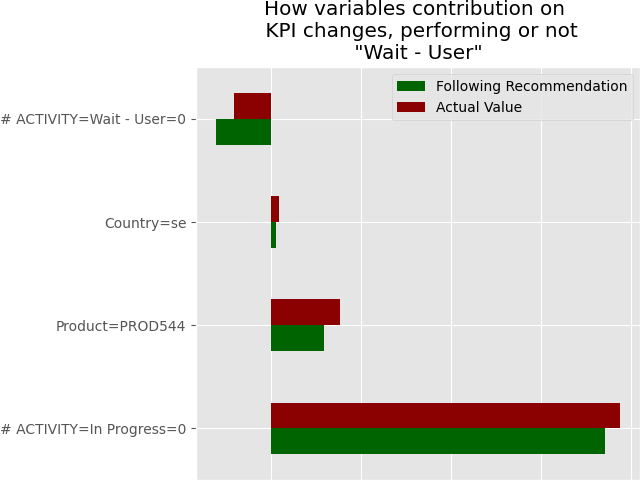 How variables contribution on
KPI changes, performing or not
"Wait - User"
Following Recommendation
Actual Value
# ACTIVITY=Wait - User=0
Country=se
Product=PROD544
# ACTIVITY=In Progress=0